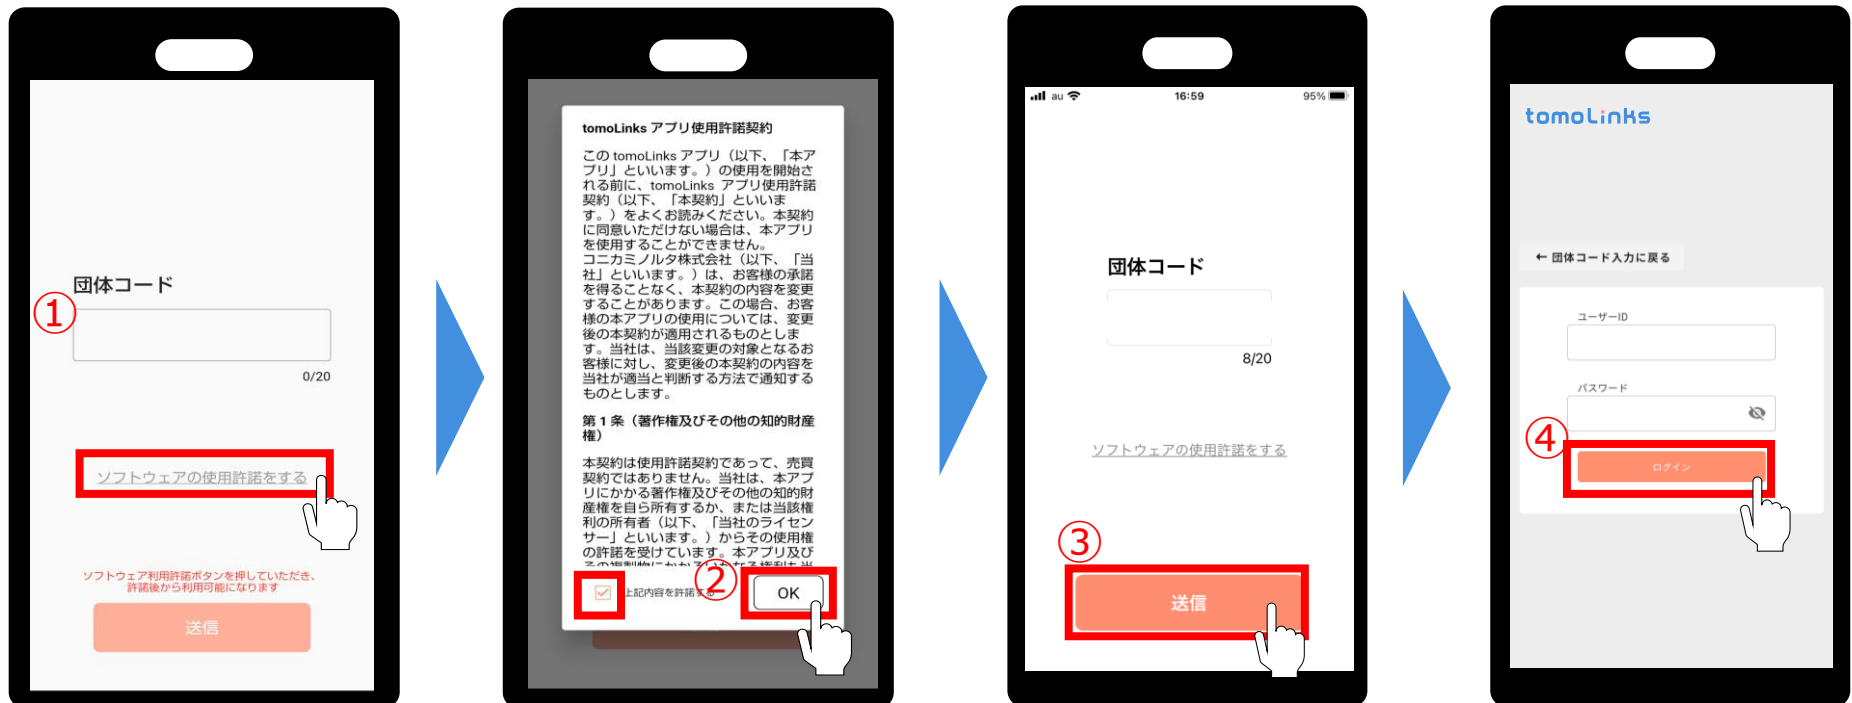 団体コード
①
0/20
ソフトウェアの使用許諾をする
ソフトウェア利用許諾ボタンを押していただき、
許諾後から利用可能になります
送信
tomoLinks アプリ使用許諾契約
この tomoLinks アプリ（以下、「本ア
プリ」といいます。）の使用を開始さ
れる前に、tomoLinks アプリ使用許諾
契約（以下、「本契約」といいま
す。）をよくお読みください。本契約
に同意いただけない場合は、本アプリ
を使用することができません。
コニカミノルタ株式会社（以下、「当
社」といいます。）は、お客様の承諾
を得ることなく、本契約の内容を変更
することがあります。この場合、お客
様の本アプリの使用については、変更
後の本契約が適用されるものとしま
す。当社は、当該変更の対象となるお
客様に対し、変更後の本契約の内容を
当社が適当と判断する方法で通知する
ものとします。
第 1 条（著作権及びその他の知的財産
権）
本契約は使用許諾契約であって、売買
契約ではありません。当社は、本アプ
リにかかる著作権及びその他の知的財
産権を自ら所有するか、または当該権
利の所有者（以下、「当社のライセン
サー」といいます。）からその使用権
の許諾を受けています。本アプリ及び
上記内容を許諾する
②
OK
au
16:59
95%
団体コード
8/20
ソフトウェアの使用許諾をする
③
送信
tomoLinks
← 団体コード入力に戻る
ユーザーID
パスワード
④
ログイン